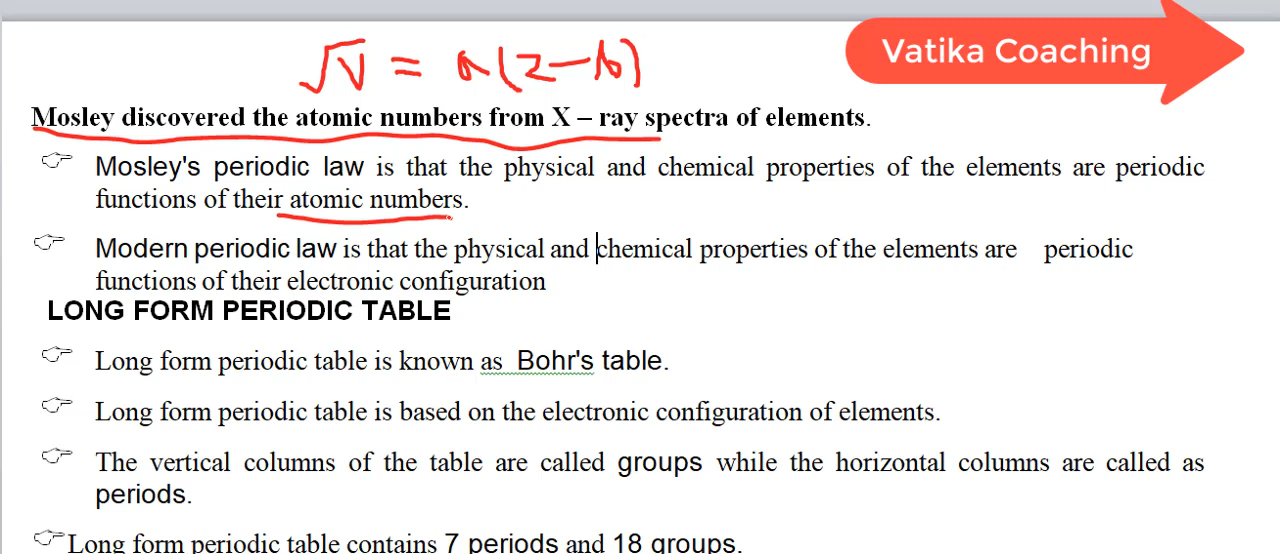 √ν = a(Z-b)
Vatika Coaching
Mosley discovered the atomic numbers from X – ray spectra of elements.
Mosley's periodic law is that the physical and chemical properties of the elements are periodic
functions of their atomic numbers.
Modern periodic law is that the physical and chemical properties of the elements are periodic
functions of their electronic configuration
LONG FORM PERIODIC TABLE
Long form periodic table is known as Bohr's table.
Long form periodic table is based on the electronic configuration of elements.
The vertical columns of the table are called groups while the horizontal columns are called as
periods.
Long form periodic table contains 7 periods and 18 groups.